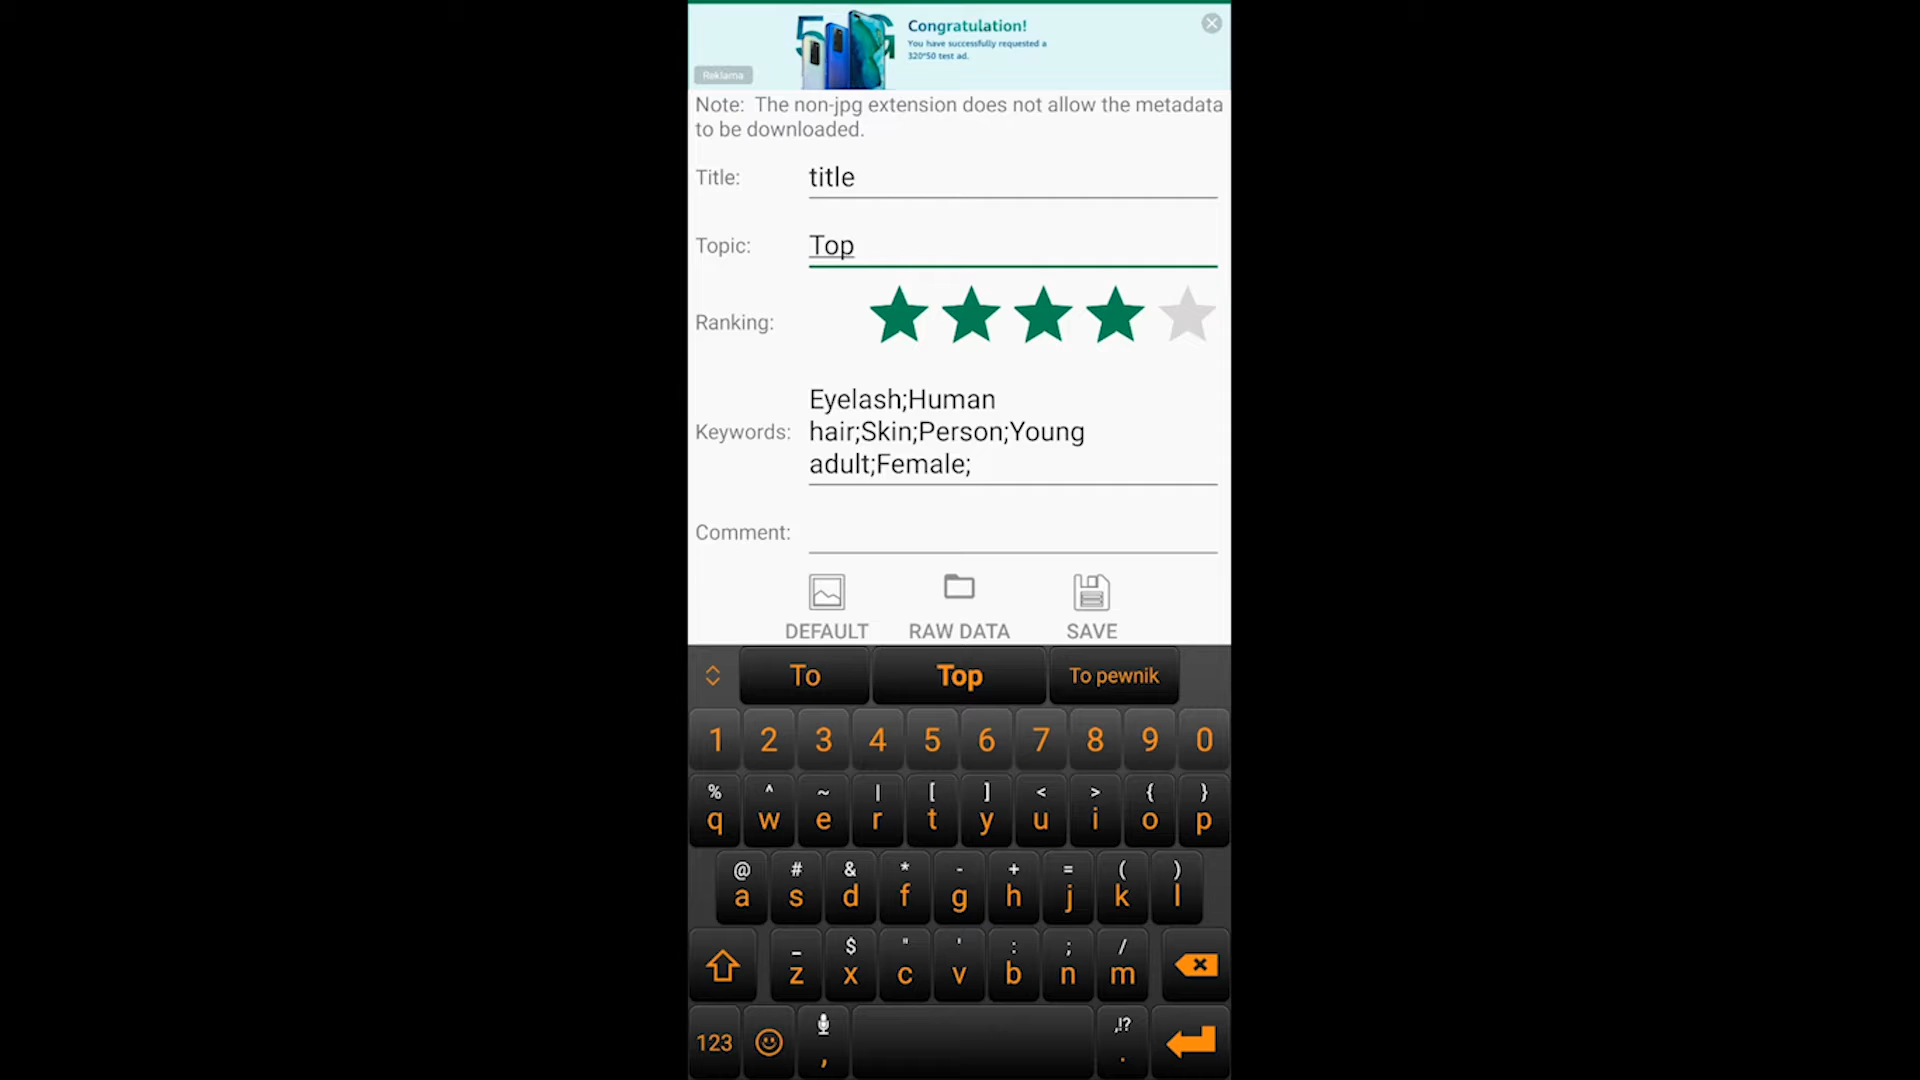 5G
Congratulation!
You have successfully requested a
320*50 test ad.
Reklama
Note:  The non-jpg extension does not allow the metadata
to be downloaded.
Title: title
Topic: Top
Ranking:
Keywords: Eyelash;Human
hair;Skin;Person;Young
adult;Female;
Comment:
DEFAULT RAW DATA SAVE
To Top To pewnik
1 2 3 4 5 6 7 8 9 0
% ^ ~ | [ ] < > { }
q w e r t y u i o p
@ # & * - + = ( )
a s d f g h j k l
_ $ " ' : ; /
z x c v b n m
,!?
123 , .